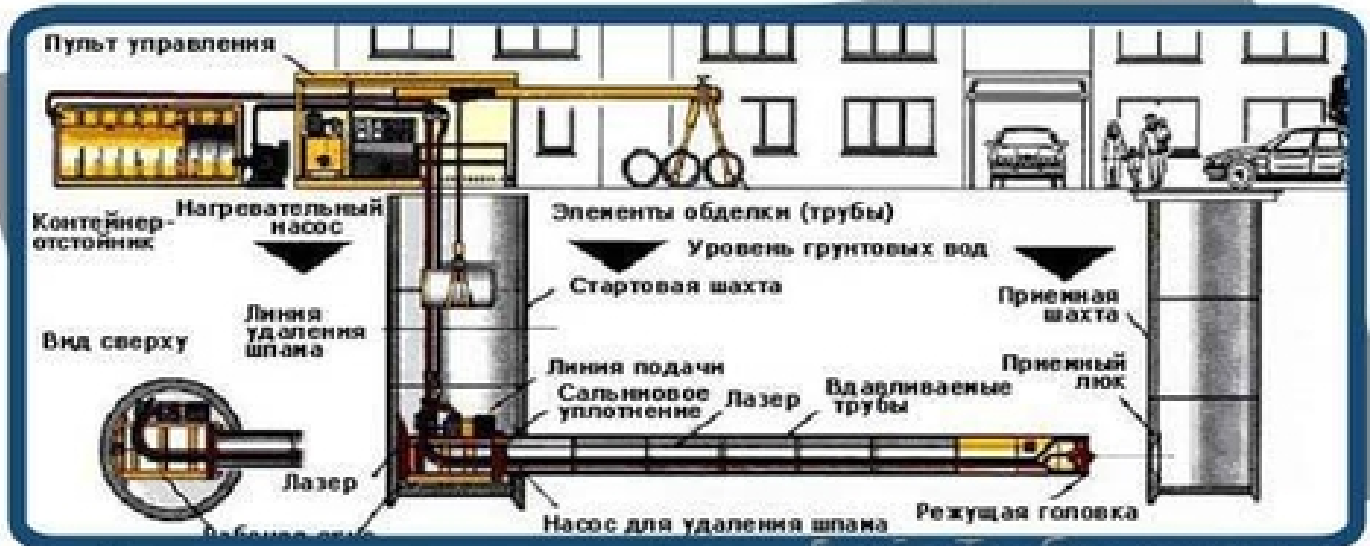 Пульт управления
Контейнер-
отстойник
Нагревательный
насос
Элементы обделки (трубы)
Уровень грунтовых вод
Стартовая шахта
Приемная
шахта
Линия
удаления
шлама
Вид сверху
Линия подачи
Сальниковое
уплотнение
Лазер
Вдавливаемые
трубы
Приемный
люк
Лазер
Насос для удаления шлама
Режущая головка